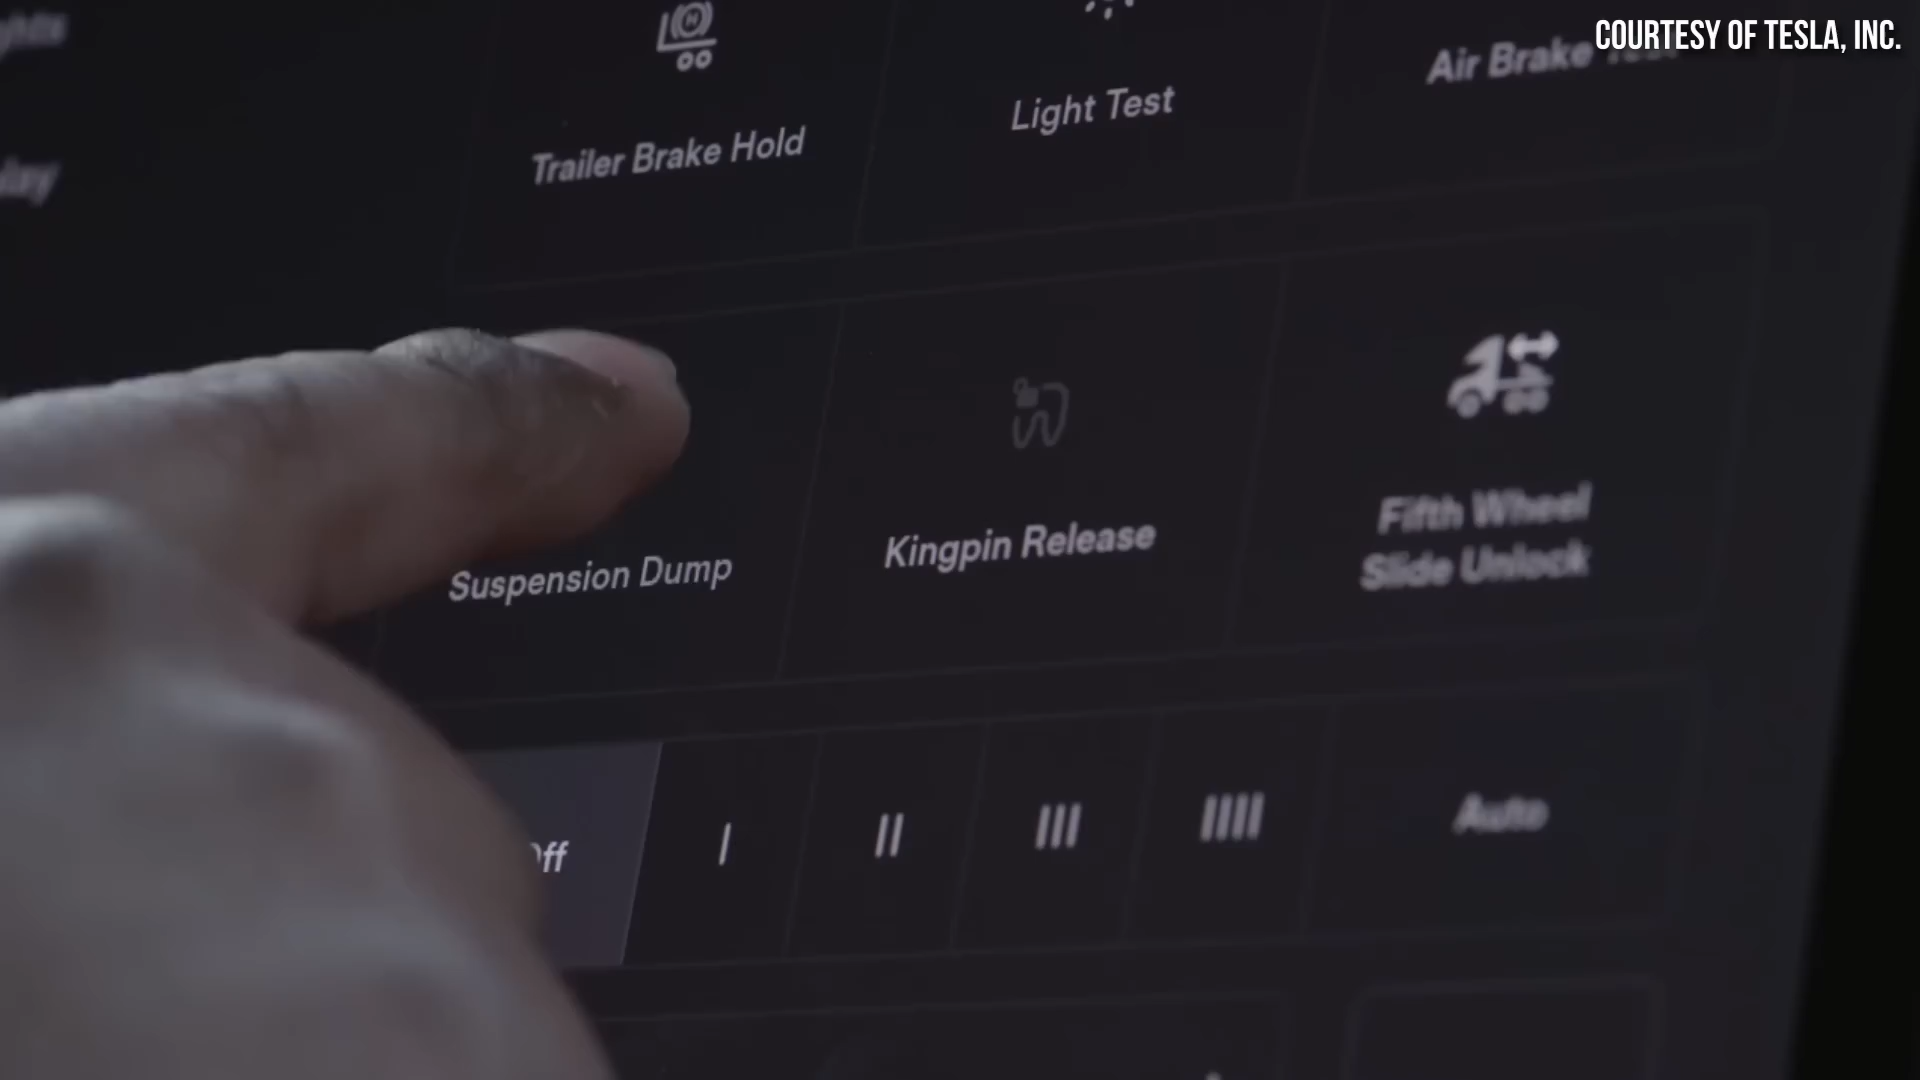 COURTESY OF TESLA, INC.
Trailer Brake Hold
Light Test
Air Brake
Suspension Dump
Kingpin Release
Fifth Wheel
Slide Unlock
I
II
III
IIII
Auto